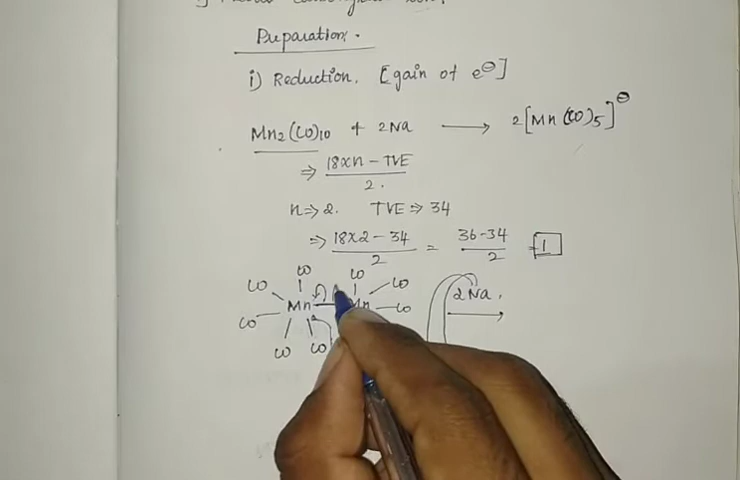 Preparation:
i) Reduction. [gain of e⊖]
Mn2(CO)10 + 2Na ⟶ 2[Mn(CO)5]⊖
⇒ 18×n - TVE / 2.
n ⇒ 2. TVE ⇒ 34
⇒ 18×2 - 34 / 2 = 36-34 / 2 = 1
CO CO CO CO
Mn — Mn 2Na.
CO CO
CO CO